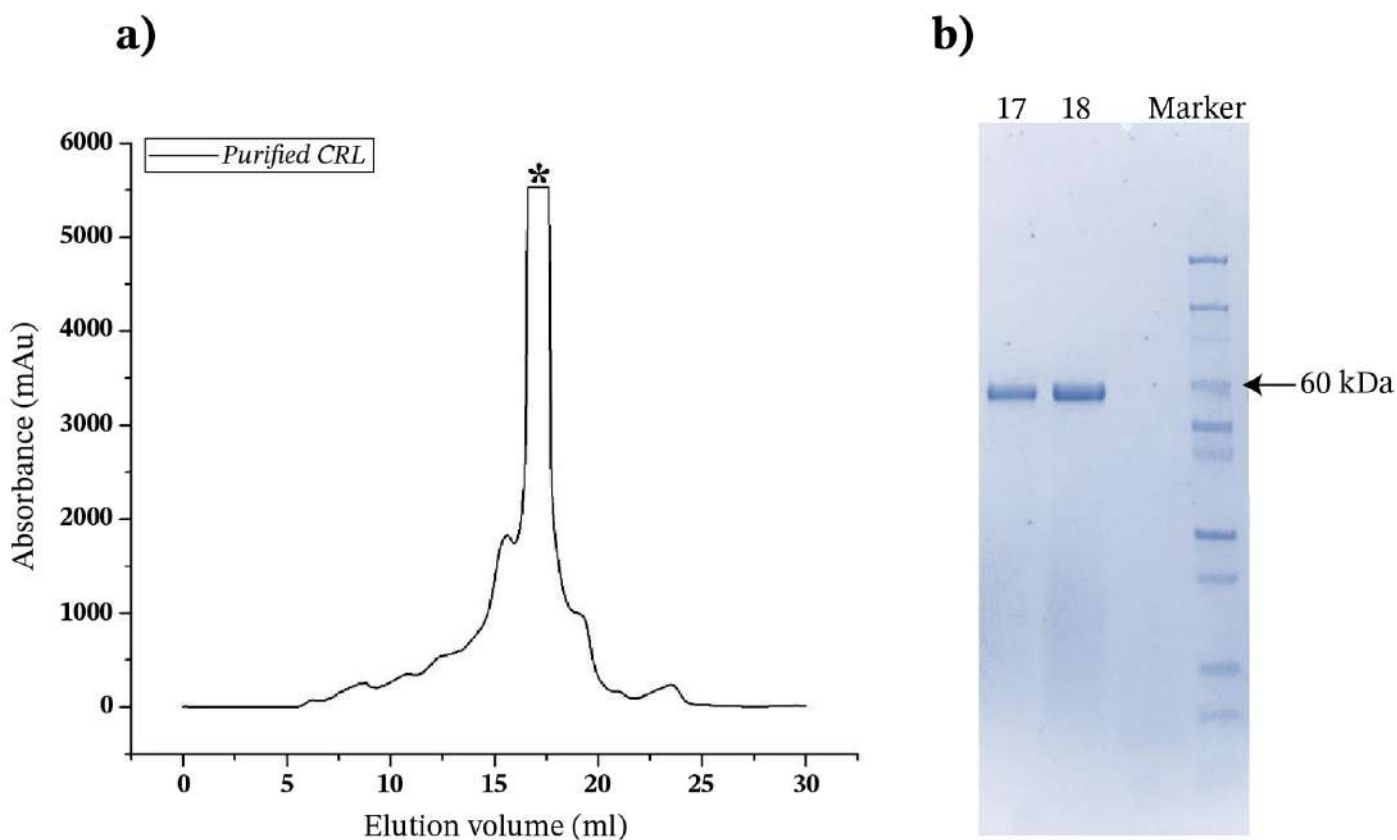 a)
6000
5000
4000
3000
2000
1000
0
Absorbance (mAu)
Purified CRL
*
0 5 10 15 20 25 30
Elution volume (ml)
b)
17 18 Marker
60 kDa